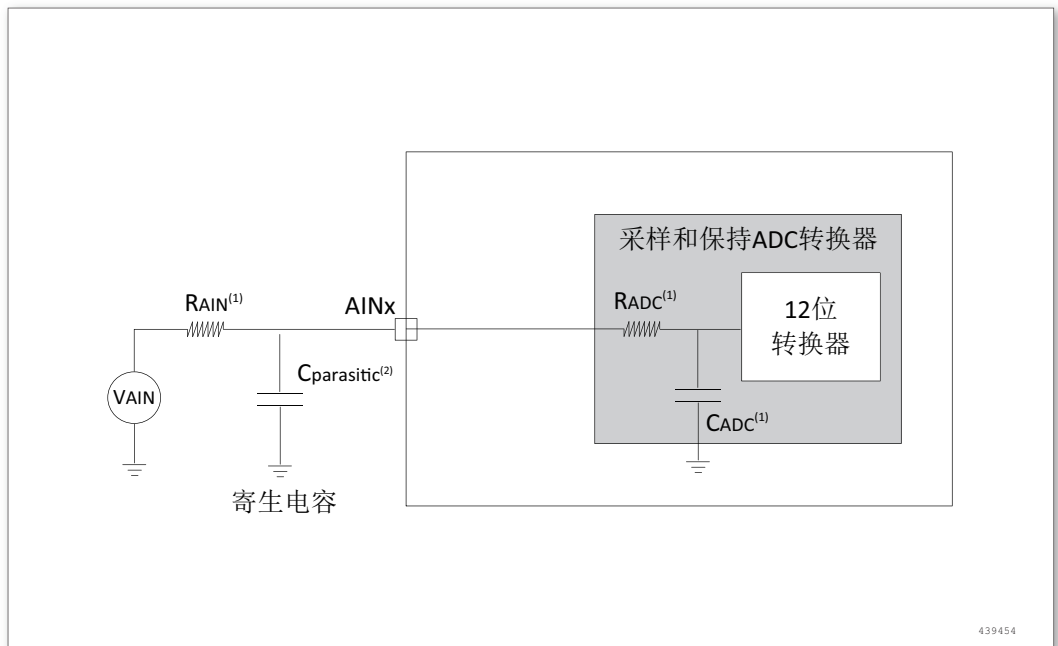 采样和保持ADC转换器
RAIN(1)
AINx
RADC(1)
12位
转换器
Cparasitic(2)
VAIN
CADC(1)
寄生电容
439454